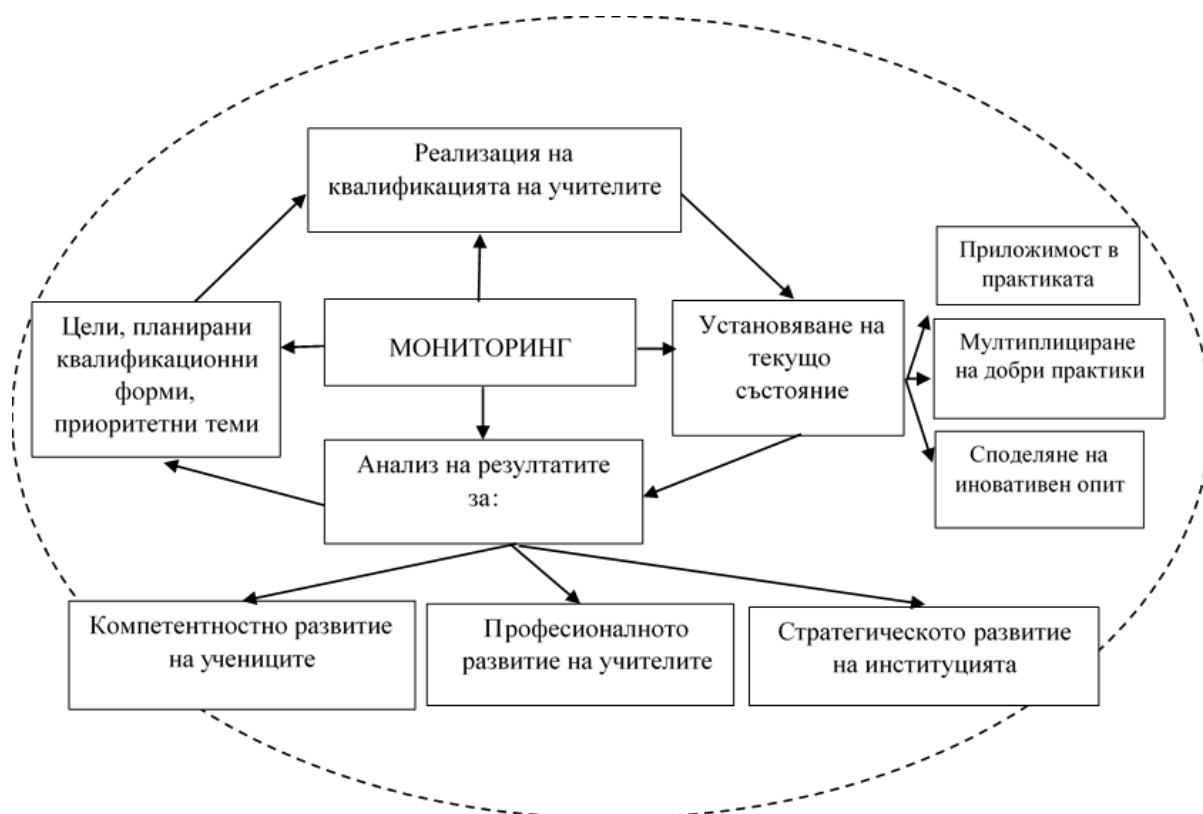 Реализация на
квалификацията на учителите
Приложимост в
практиката
Цели, планирани
квалификационни
форми,
приоритетни теми
МОНИТОРИНГ
Установяване на
текущо
състояние
Мултиплициране
на добри практики
Анализ на резултатите
за:
Споделяне на
иновативен опит
Компетентностно развитие
на учениците
Професионалното
развитие на учителите
Стратегическото развитие
на институцията